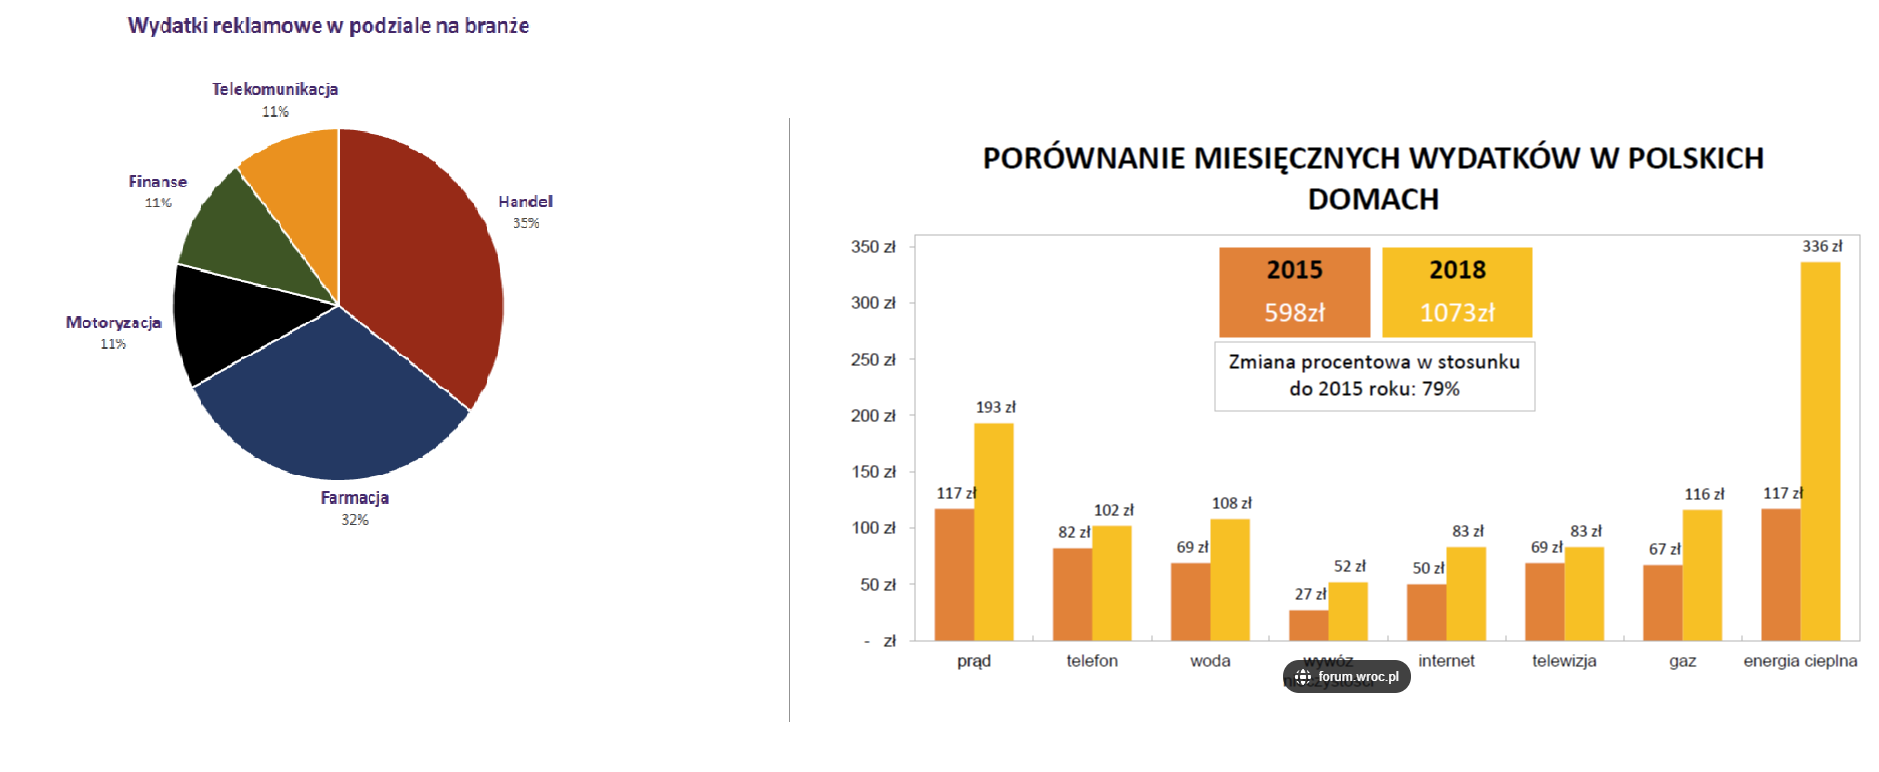 Wydatki reklamowe w podziale na branże
Telekomunikacja
11%
Finanse
11%
Handel
35%
Motoryzacja
11%
Farmacja
32%
PORÓWNANIE MIESIĘCZNYCH WYDATKÓW W POLSKICH
DOMACH
350 zł
300 zł
250 zł
200 zł
150 zł
100 zł
50 zł
- zł
2015
598zł
2018
1073zł
Zmiana procentowa w stosunku
do 2015 roku: 79%
117 zł
193 zł
82 zł
102 zł
69 zł
108 zł
27 zł
52 zł
50 zł
83 zł
69 zł
83 zł
67 zł
116 zł
117 zł
336 zł
prąd
telefon
woda
wywóz
internet
telewizja
gaz
energia cieplna
forum.wroc.pl